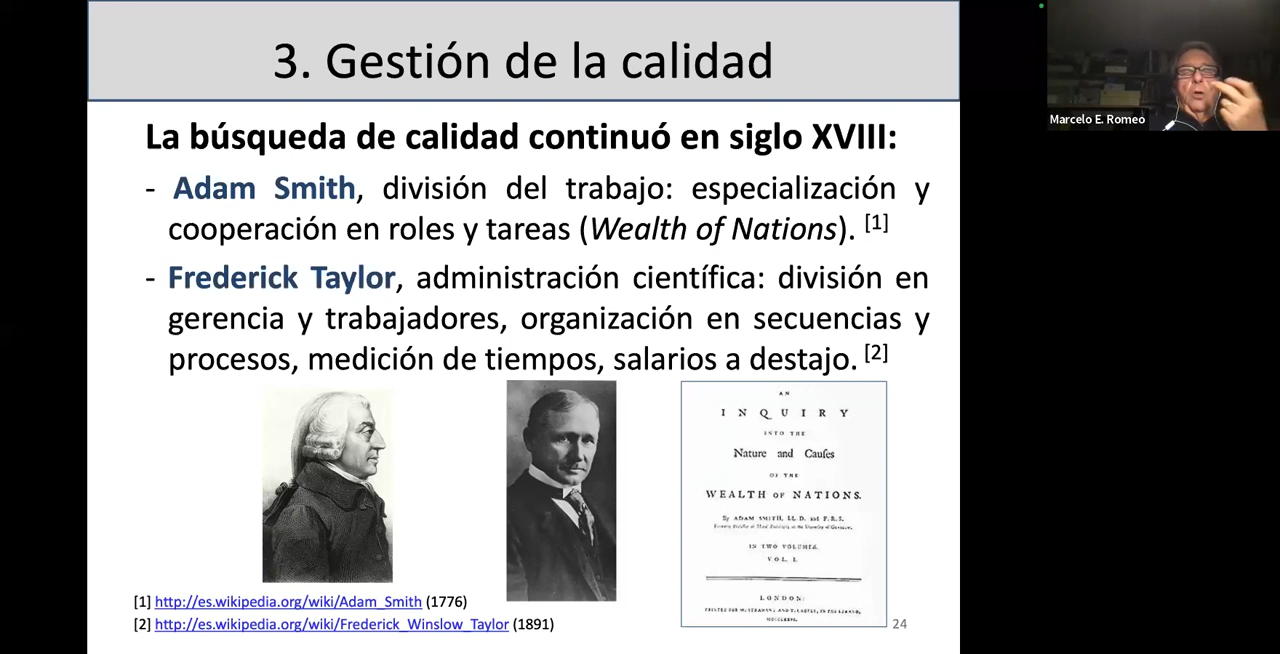 3. Gestión de la calidad
Marcelo E. Romeo
La búsqueda de calidad continuó en siglo XVIII:
- Adam Smith, división del trabajo: especialización y
cooperación en roles y tareas (Wealth of Nations). [1]
- Frederick Taylor, administración científica: división en
gerencia y trabajadores, organización en secuencias y
procesos, medición de tiempos, salarios a destajo. [2]
AN
INQUIRY
INTO THE
Nature and Cauſes
OF THE
WEALTH OF NATIONS.
By ADAM SMITH, LL.D. and F.R.S.
IN TWO VOLUMES.
VOL. I.
LONDON:
[1] http://es.wikipedia.org/wiki/Adam_Smith (1776)
[2] http://es.wikipedia.org/wiki/Frederick_Winslow_Taylor (1891)
24